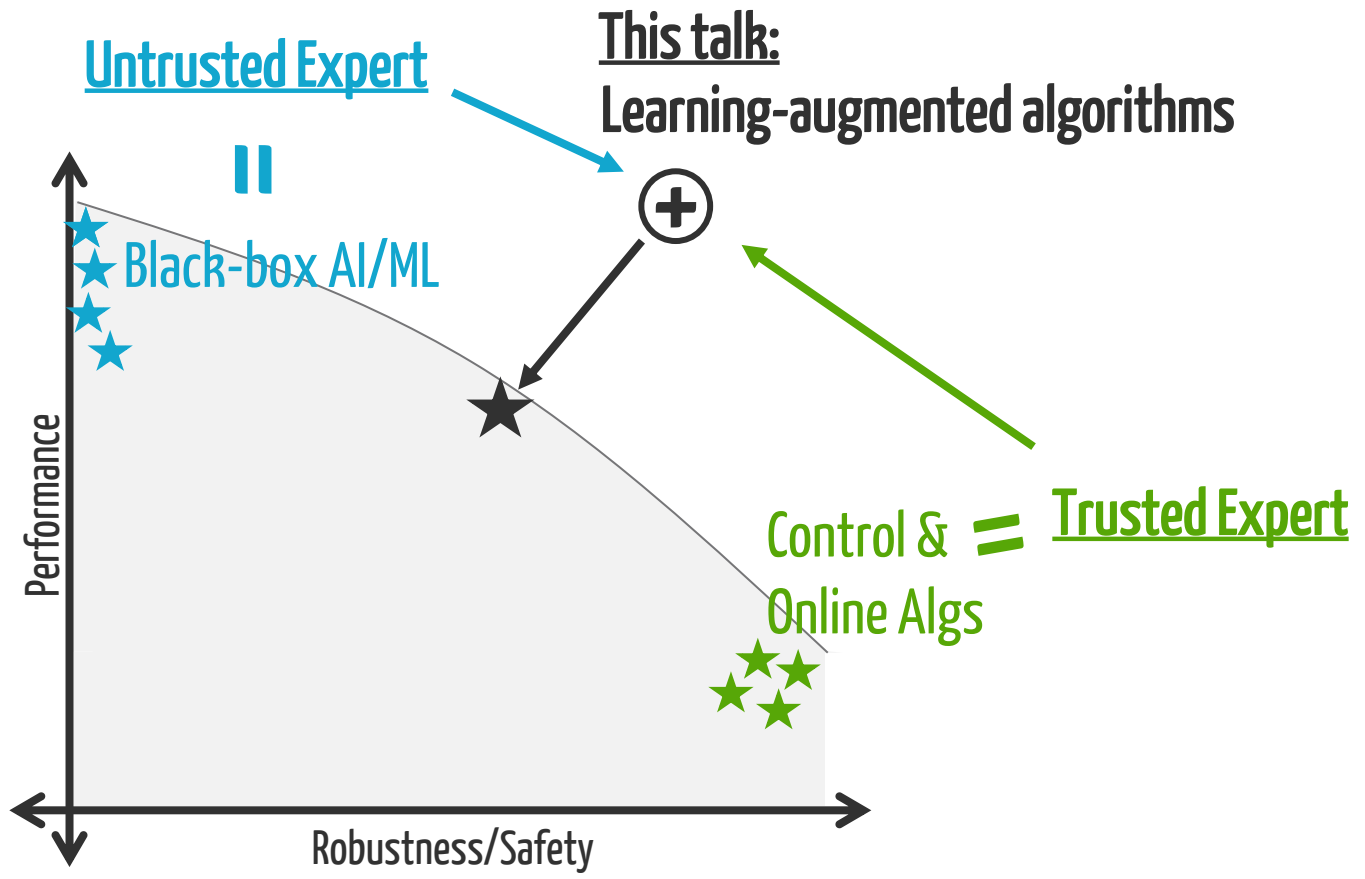 This talk:
Learning-augmented algorithms
Untrusted Expert
=
Black-box AI/ML
+
Performance
Control & = Trusted Expert
Online Algs
Robustness/Safety